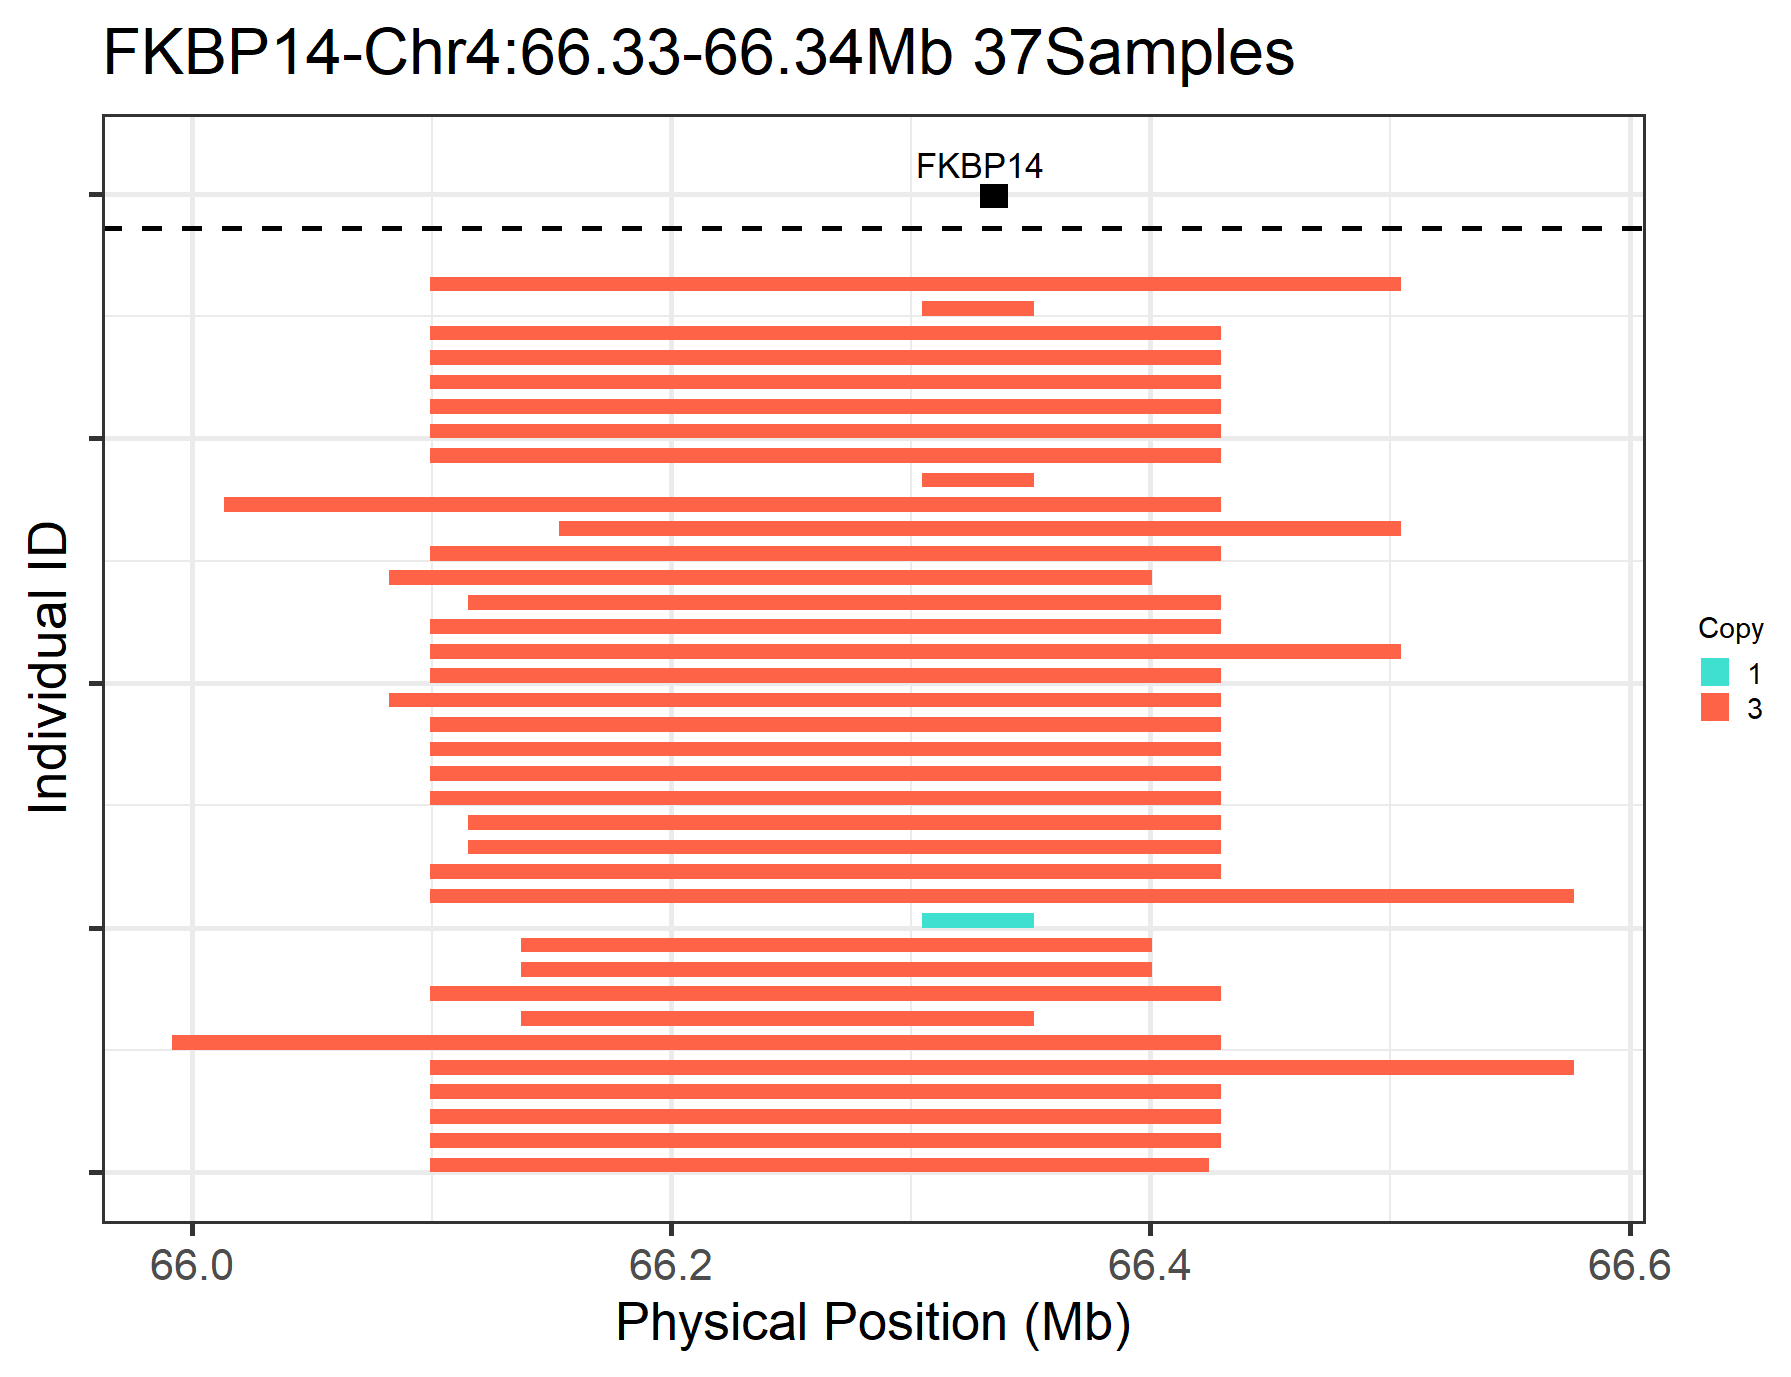 FKBP14-Chr4:66.33-66.34Mb 37Samples
FKBP14
Individual ID
Copy
1
3
66.0 66.2 66.4 66.6
Physical Position (Mb)